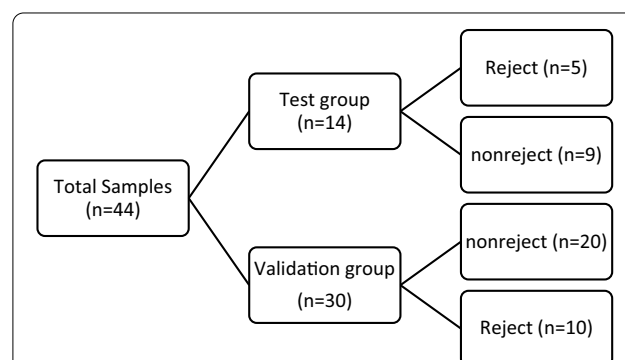 Total Samples
(n=44)
Test group
(n=14)
Reject (n=5)
nonreject (n=9)
Validation group
(n=30)
nonreject (n=20)
Reject (n=10)